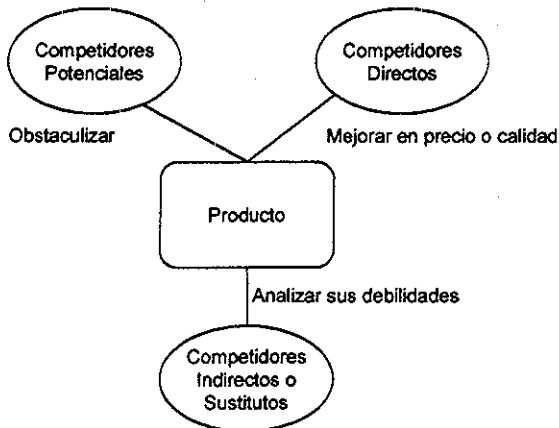 Competidores
Potenciales
Competidores
Directos
Obstaculizar
Mejorar en precio o calidad
Producto
Analizar sus debilidades
Competidores
Indirectos o
Sustitutos